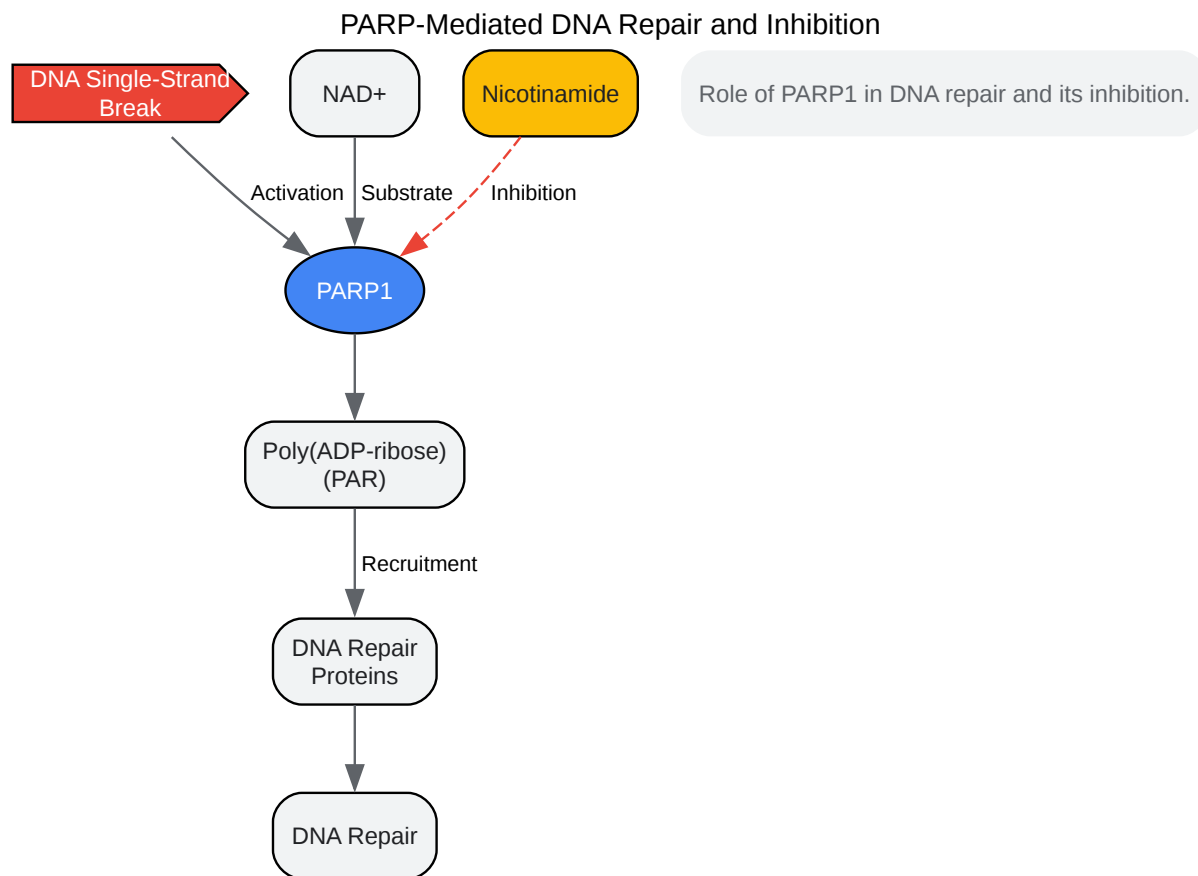 PARP-Mediated DNA Repair and Inhibition
DNA Single-Strand
Break
NAD+
Nicotinamide
Role of PARP1 in DNA repair and its inhibition.
Activation
Substrate
Inhibition
PARP1
Poly(ADP-ribose)
(PAR)
Recruitment
DNA Repair
Proteins
DNA Repair